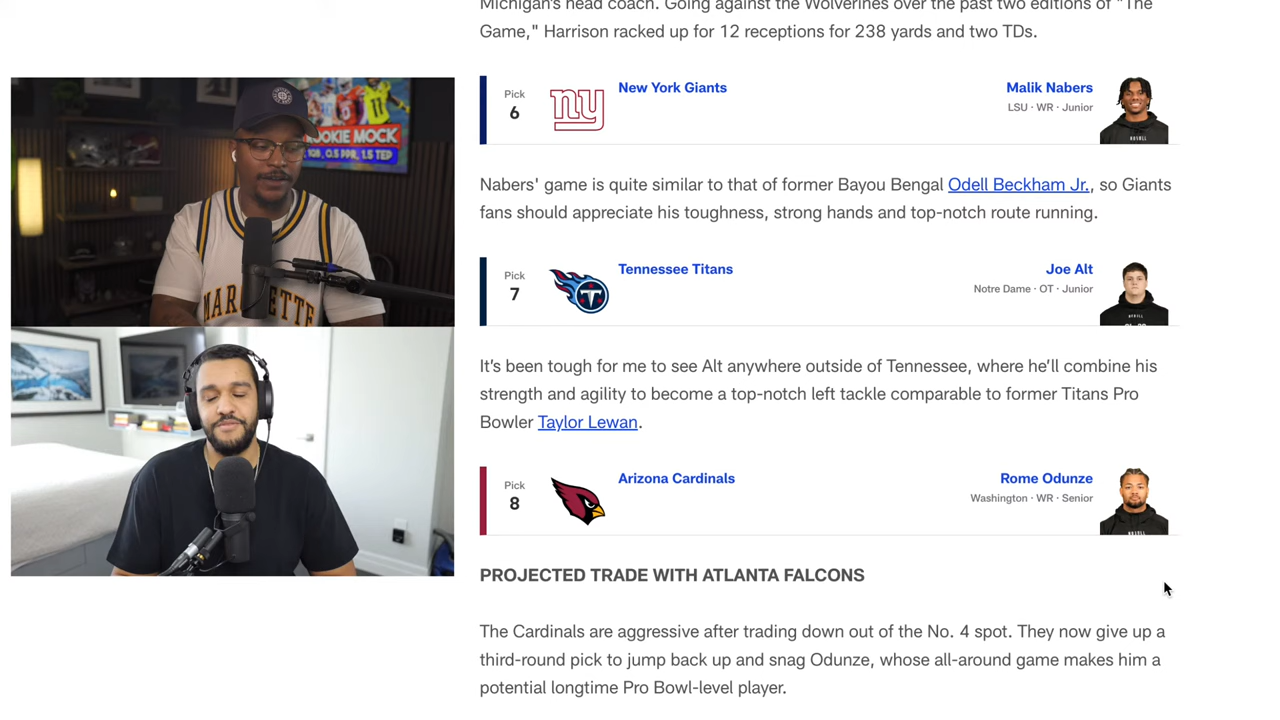 Michigan's head coach. Going against the Wolverines over the past two editions of "The
Game," Harrison racked up for 12 receptions for 238 yards and two TDs.
Pick
6
ny
New York Giants
Malik Nabers
LSU · WR · Junior
Nabers' game is quite similar to that of former Bayou Bengal Odell Beckham Jr., so Giants
fans should appreciate his toughness, strong hands and top-notch route running.
Pick
7
T
Tennessee Titans
Joe Alt
Notre Dame · OT · Junior
It’s been tough for me to see Alt anywhere outside of Tennessee, where he’ll combine his
strength and agility to become a top-notch left tackle comparable to former Titans Pro
Bowler Taylor Lewan.
Pick
8
Arizona Cardinals
Rome Odunze
Washington · WR · Senior
PROJECTED TRADE WITH ATLANTA FALCONS
The Cardinals are aggressive after trading down out of the No. 4 spot. They now give up a
third-round pick to jump back up and snag Odunze, whose all-around game makes him a
potential longtime Pro Bowl-level player.
ROOKIE MOCK
1QB, 0.5 PPR, 1.5 TEP